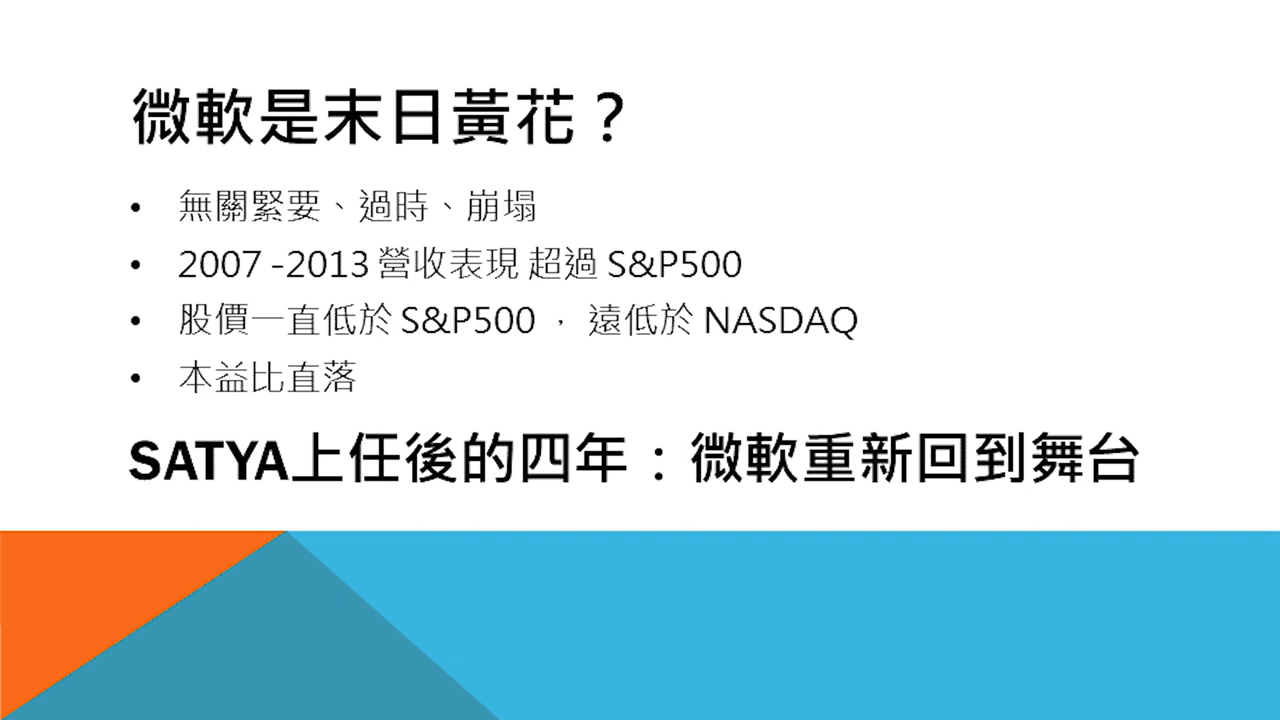 微軟是末日黃花？
• 無關緊要、過時、崩塌
• 2007 -2013 營收表現 超過 S&P500
• 股價一直低於 S&P500 ， 遠低於 NASDAQ
• 本益比直落
SATYA上任後的四年：微軟重新回到舞台